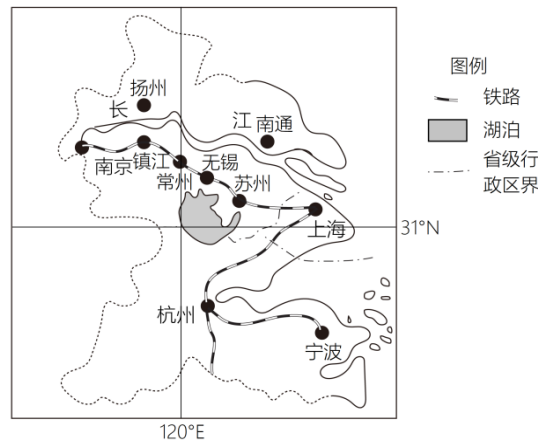 扬州
长
江 南通
南京
镇江
无锡
常州
苏州
上海
31°N
杭州
宁波
120°E
图例
铁路
湖泊
省级行
政区界